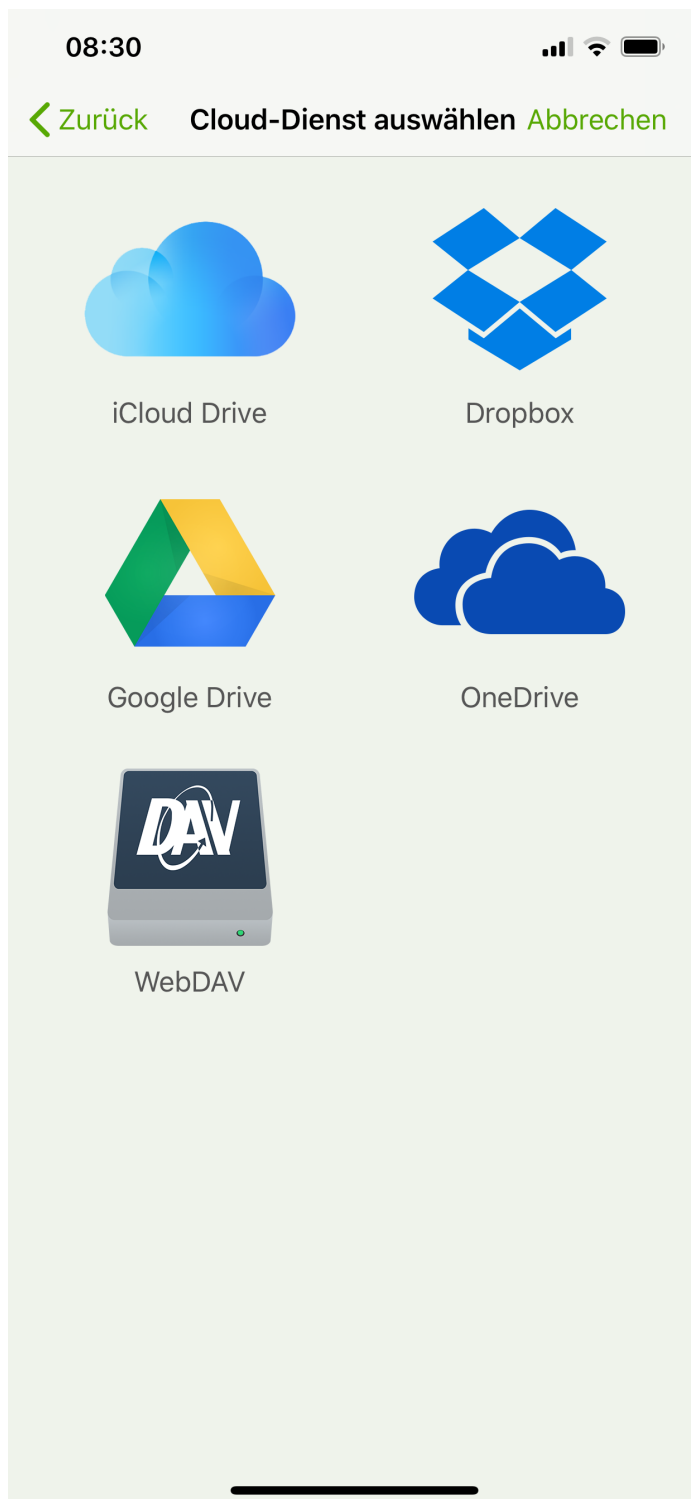 08:30
Zurück Cloud-Dienst auswählen Abbrechen
iCloud Drive Dropbox
Google Drive OneDrive
DAV
WebDAV